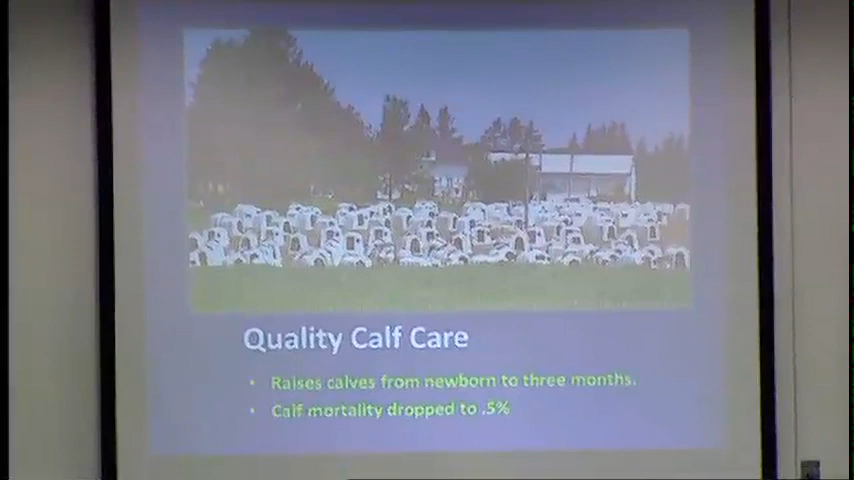 Quality Calf Care
• Raises calves from newborn to three months.
• Calf mortality dropped to .5%